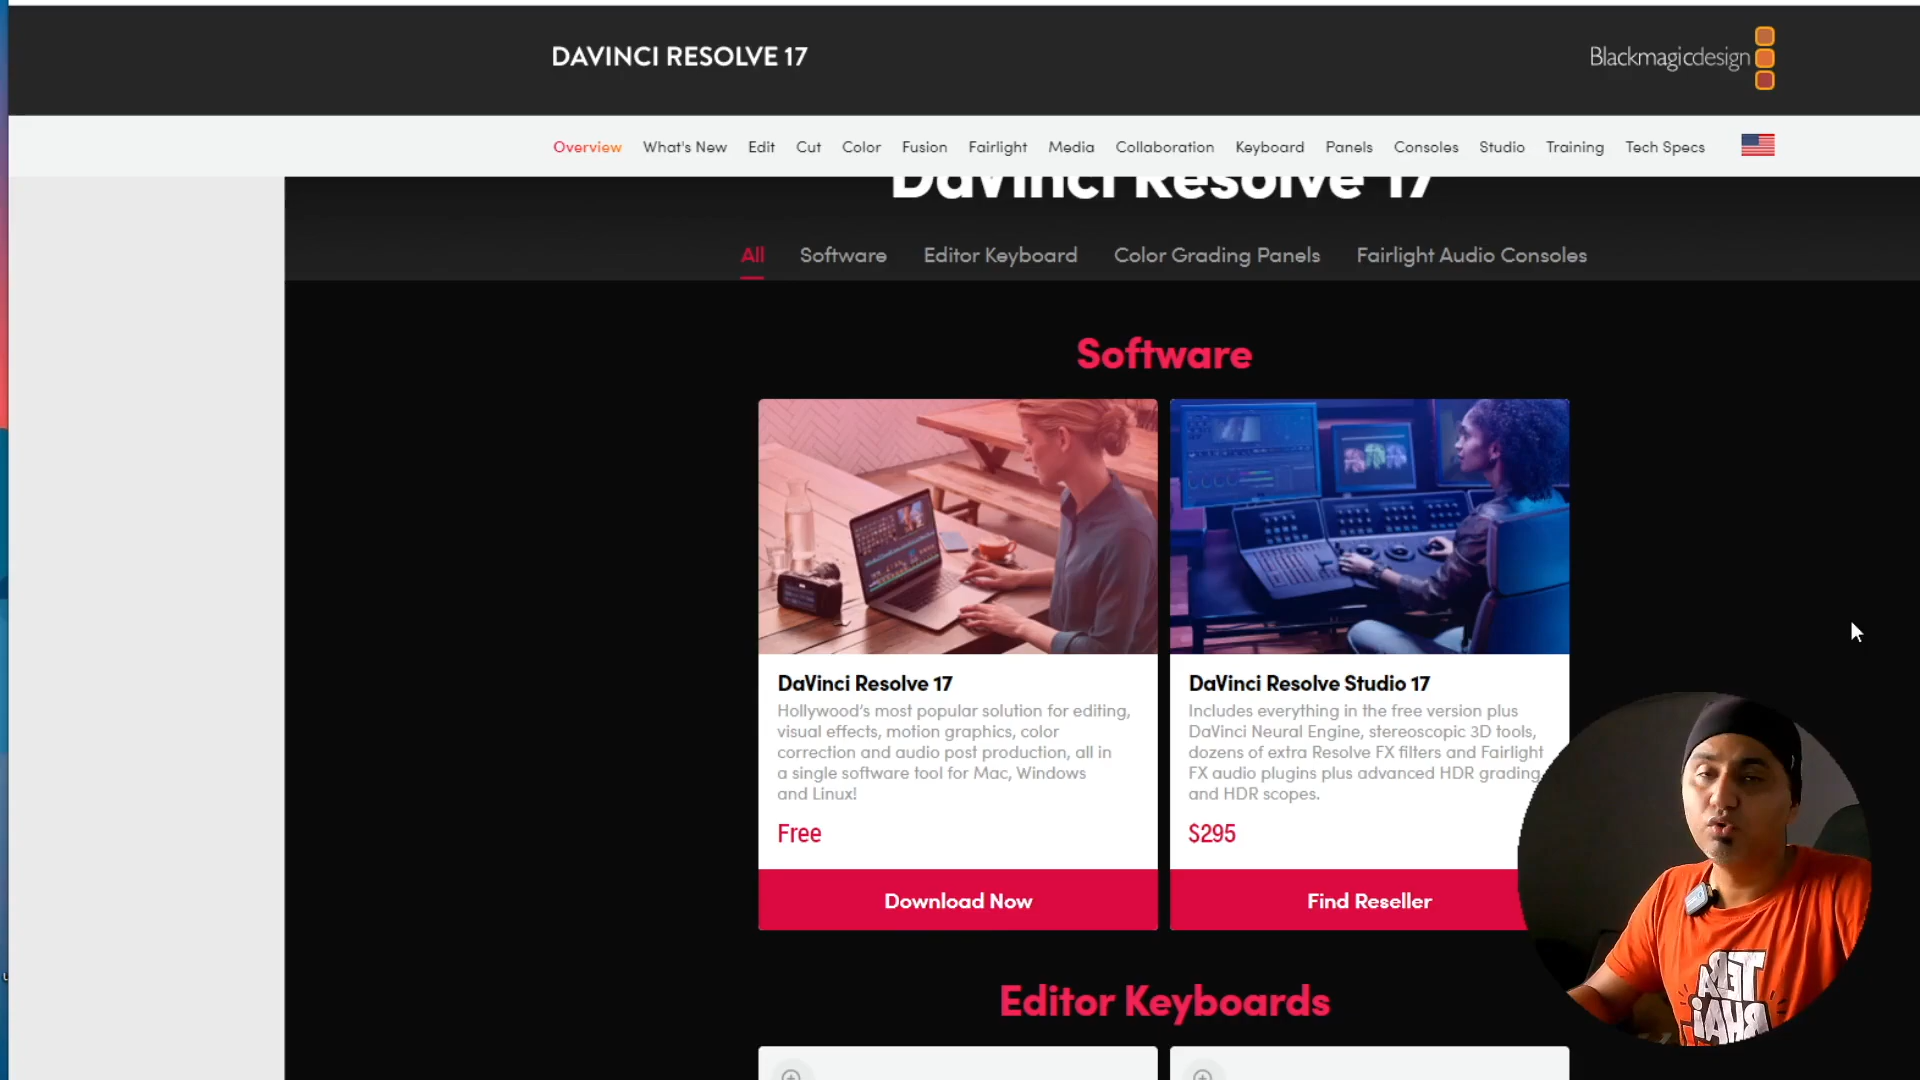 DAVINCI RESOLVE 17
Blackmagicdesign
Overview What's New Edit Cut Color Fusion Fairlight Media Collaboration Keyboard Panels Consoles Studio Training Tech Specs
DaVinci Resolve 17
All Software Editor Keyboard Color Grading Panels Fairlight Audio Consoles
Software
DaVinci Resolve 17
Hollywood's most popular solution for editing,
visual effects, motion graphics, color
correction and audio post production, all in
a single software tool for Mac, Windows
and Linux!
Free
Download Now
DaVinci Resolve Studio 17
Includes everything in the free version plus
DaVinci Neural Engine, stereoscopic 3D tools,
dozens of extra Resolve FX filters and Fairlight
FX audio plugins plus advanced HDR grading
and HDR scopes.
$295
Find Reseller
Editor Keyboards
TERA
BHAI